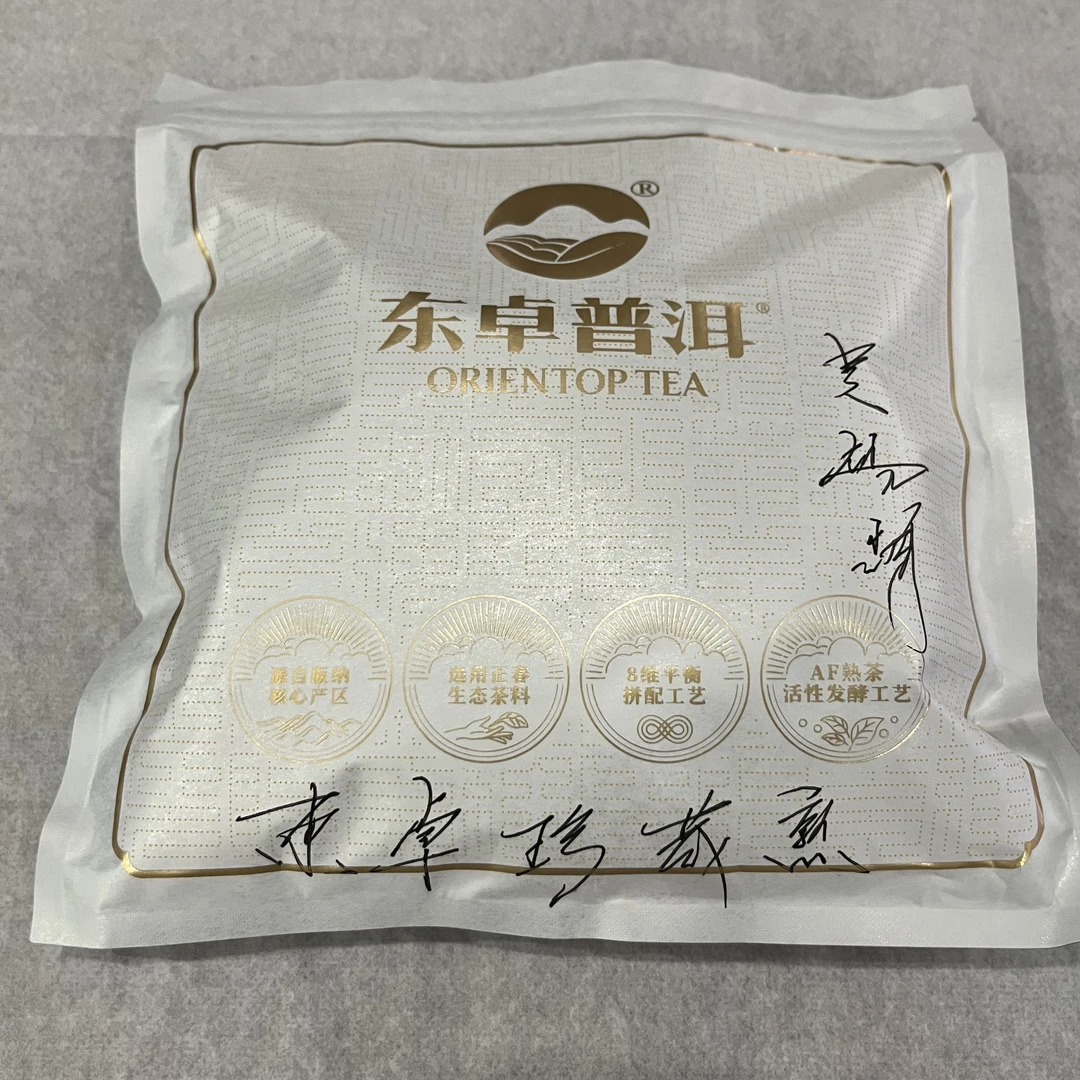 ®
东卓普洱®
ORIENTOP TEA
源自版纳
核心产区
选用正春
生态茶料
8维平衡
拼配工艺
AF熟茶
活性发酵工艺
东卓珍藏熟